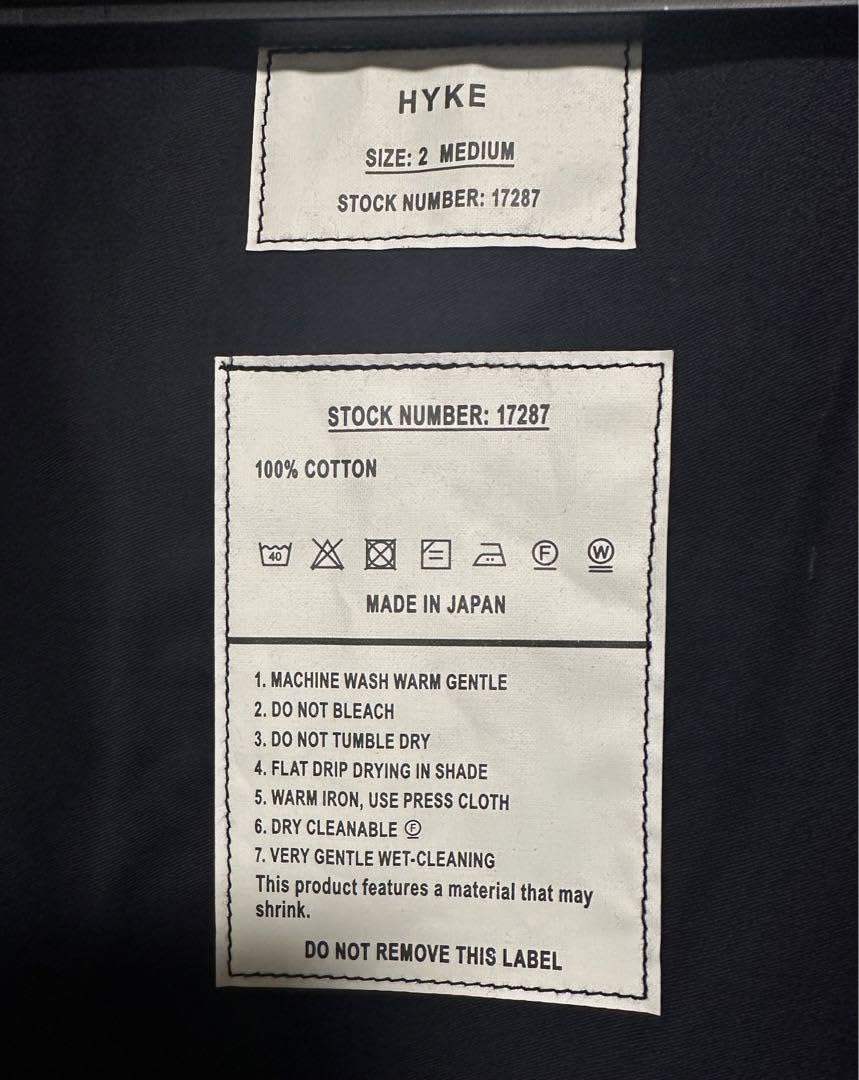 HYKE
SIZE: 2 MEDIUM
STOCK NUMBER: 17287
STOCK NUMBER: 17287
100% COTTON
40 F W
MADE IN JAPAN
1. MACHINE WASH WARM GENTLE
2. DO NOT BLEACH
3. DO NOT TUMBLE DRY
4. FLAT DRIP DRYING IN SHADE
5. WARM IRON, USE PRESS CLOTH
6. DRY CLEANABLE Ⓕ
7. VERY GENTLE WET-CLEANING
This product features a material that may
shrink.
DO NOT REMOVE THIS LABEL